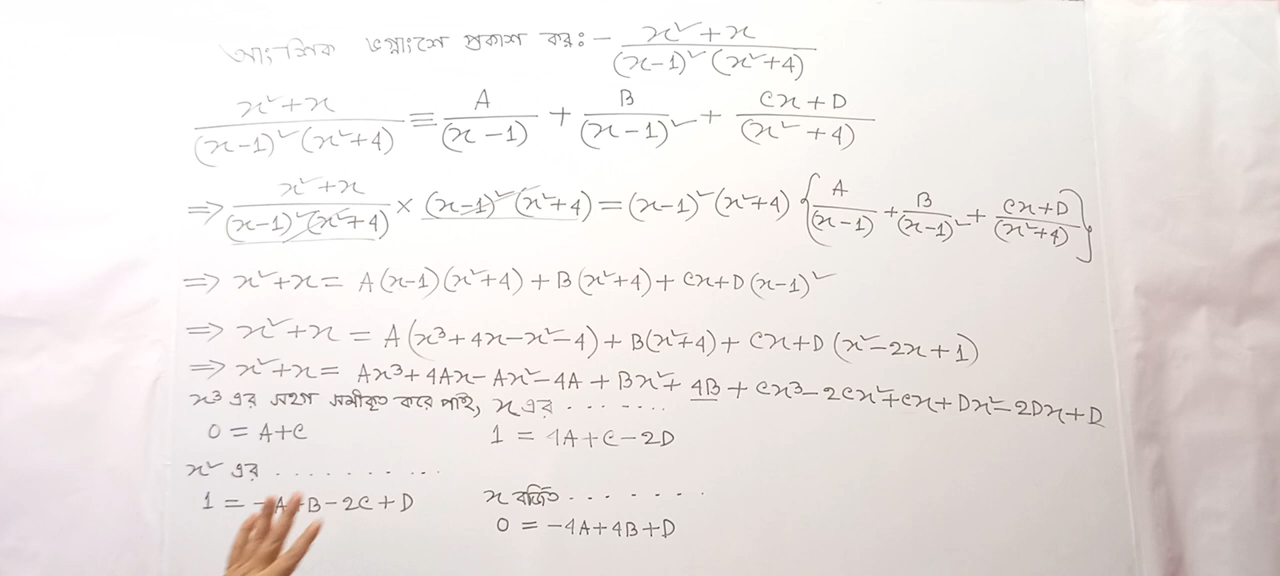 আংশিক ভগ্নাংশে প্রকাশ কর:- (x²+x)/((x-1)²(x²+4))
(x²+x)/((x-1)²(x²+4)) ≡ A/(x-1) + B/(x-1)² + (Cx+D)/(x²+4)
⇒ (x²+x)/((x-1)²(x²+4)) × (x-1)²(x²+4) = (x-1)²(x²+4) {A/(x-1) + B/(x-1)² + (Cx+D)/(x²+4)}
⇒ x²+x = A(x-1)(x²+4) + B(x²+4) + Cx+D(x-1)²
⇒ x²+x = A(x³+4x-x²-4) + B(x²+4) + Cx+D(x²-2x+1)
⇒ x²+x = Ax³+4Ax-Ax²-4A+Bx²+4B+Cx³-2Cx²+Cx+Dx²-2Dx+D
x³ এর সহগ সমীকৃত করে পাই, x এর . . . . . . .
0 = A+C 1 = 4A+C-2D
x² এর . . . . . . . . . .
1 = -A+B-2C+D x বর্জিত . . . . . . .
0 = -4A+4B+D